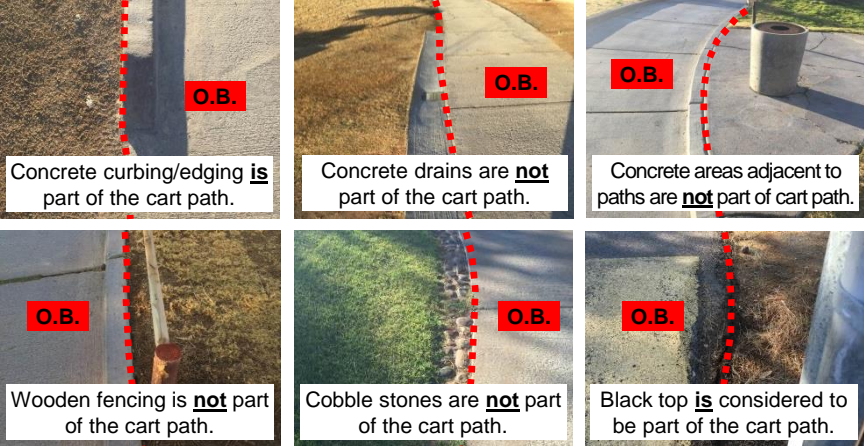 O.B.
Concrete curbing/edging is
part of the cart path.
O.B.
Concrete drains are not
part of the cart path.
O.B.
Concrete areas adjacent to
paths are not part of cart path.
O.B.
Wooden fencing is not part
of the cart path.
O.B.
Cobble stones are not part
of the cart path.
O.B.
Black top is considered to
be part of the cart path.